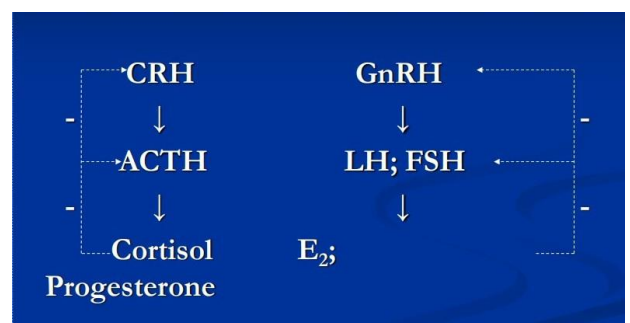 CRH GnRH
- ↓ ↓ -
ACTH LH; FSH
- ↓ ↓ -
Cortisol E₂;
Progesterone